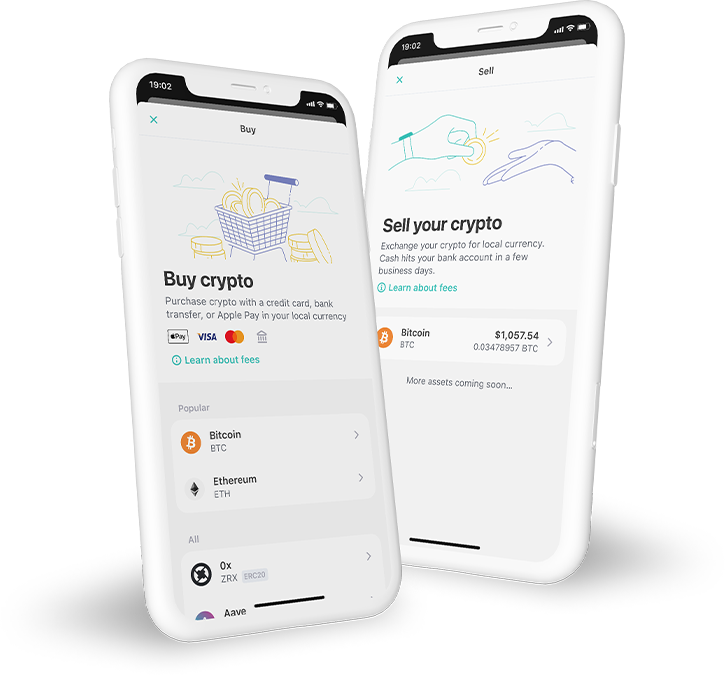 19:02
Buy
Buy crypto
Purchase crypto with a credit card, bank
transfer, or Apple Pay in your local currency
Pay VISA
Learn about fees
Popular
Bitcoin
BTC
Ethereum
ETH
All
0x
ZRX ERC20
Aave
19:02
Sell
Sell your crypto
Exchange your crypto for local currency.
Cash hits your bank account in a few
business days.
Learn about fees
Bitcoin $1,057.54
BTC 0.03478957 BTC
More assets coming soon...